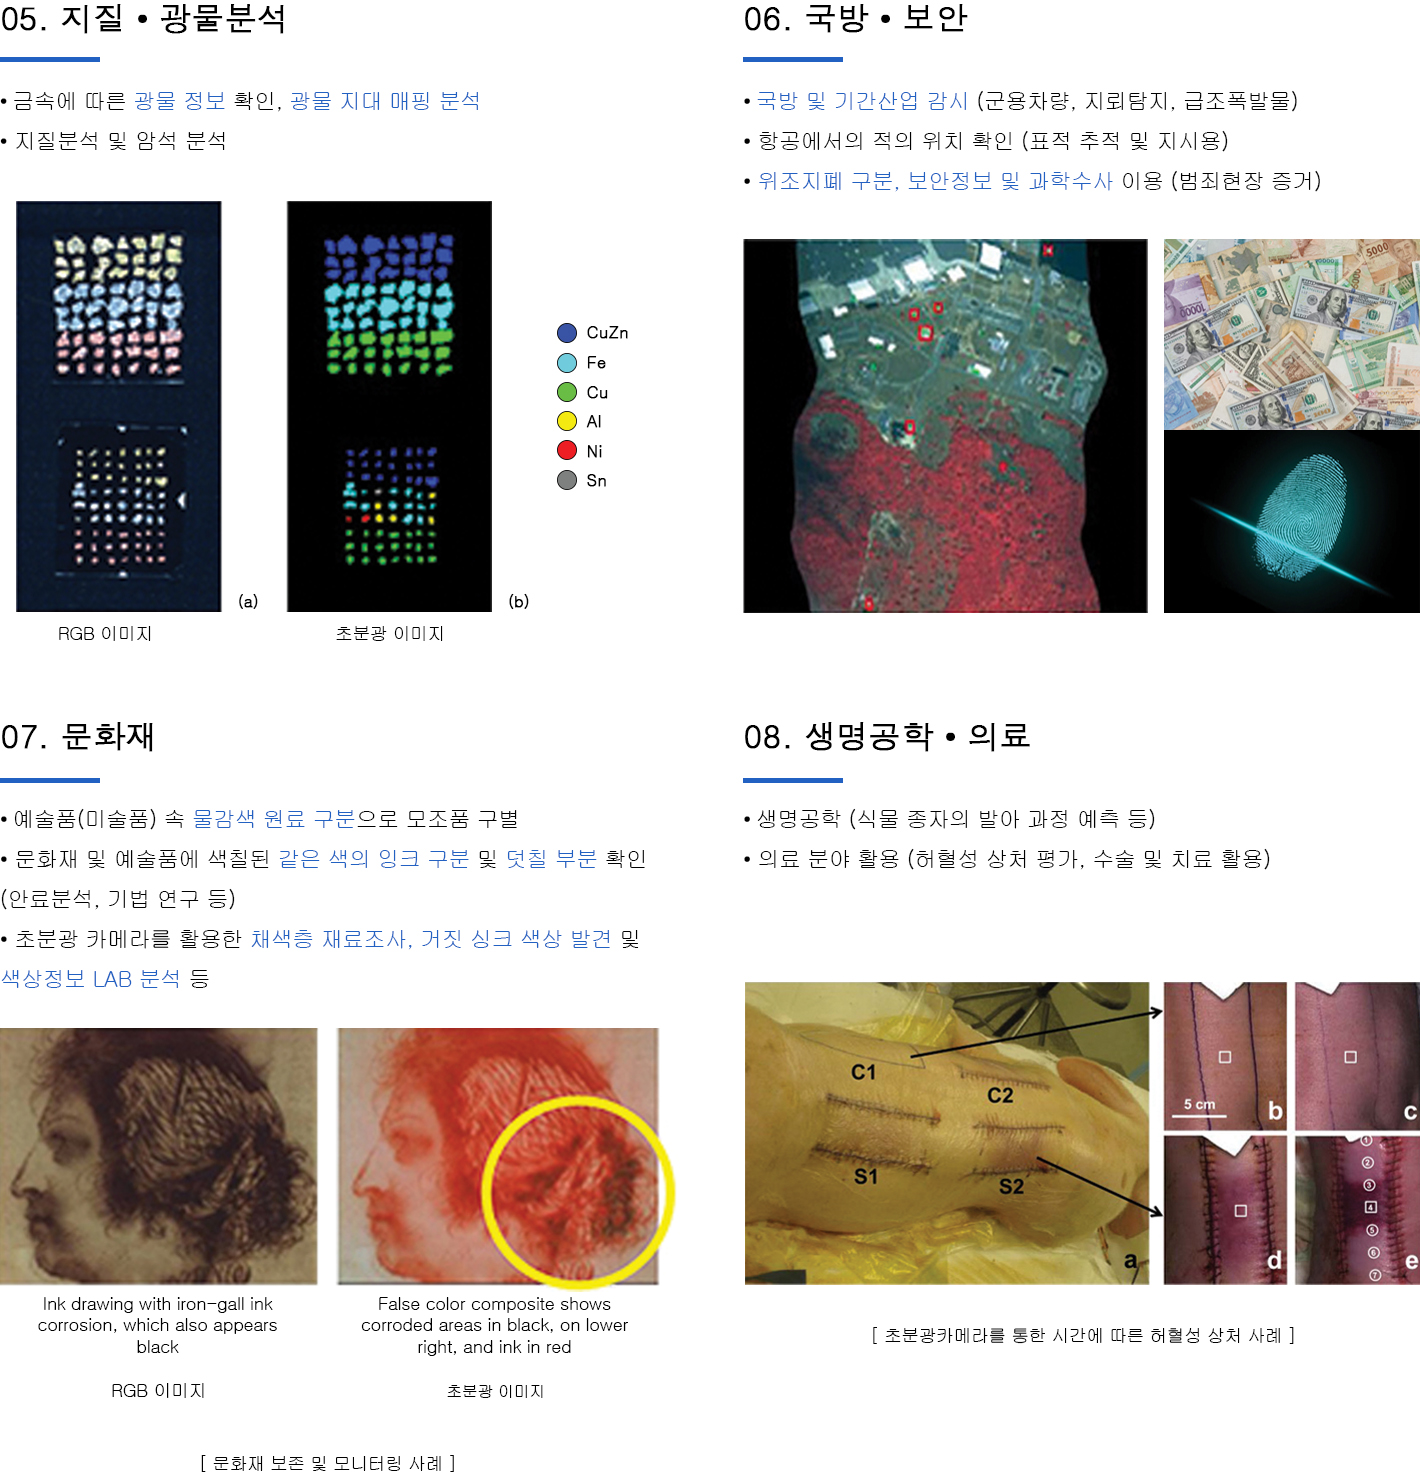 05. 지질 • 광물분석
• 금속에 따른 광물 정보 확인, 광물 지대 매핑 분석
• 지질분석 및 암석 분석
CuZn
Fe
Cu
Al
Ni
Sn
(a)
(b)
RGB 이미지
초분광 이미지
06. 국방 • 보안
• 국방 및 기간산업 감시 (군용차량, 지뢰탐지, 급조폭발물)
• 항공에서의 적의 위치 확인 (표적 추적 및 지시용)
• 위조지폐 구분, 보안정보 및 과학수사 이용 (범죄현장 증거)
5000
10000
07. 문화재
• 예술품(미술품) 속 물감색 원료 구분으로 모조품 구별
• 문화재 및 예술품에 색칠된 같은 색의 잉크 구분 및 덧칠 부분 확인
(안료분석, 기법 연구 등)
• 초분광 카메라를 활용한 채색층 재료조사, 거짓 싱크 색상 발견 및
색상정보 LAB 분석 등
Ink drawing with iron-gall ink
corrosion, which also appears
black
RGB 이미지
False color composite shows
corroded areas in black, on lower
right, and ink in red
초분광 이미지
[ 문화재 보존 및 모니터링 사례 ]
08. 생명공학 • 의료
• 생명공학 (식물 종자의 발아 과정 예측 등)
• 의료 분야 활용 (허혈성 상처 평가, 수술 및 치료 활용)
C1
C2
S1
S2
a
5 cm
b
c
d
①
②
③
4
⑤
⑥
⑦
e
[ 초분광카메라를 통한 시간에 따른 허혈성 상처 사례 ]